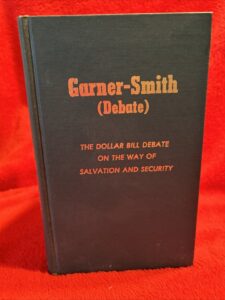 Garner-Smith
(Debate)
THE DOLLAR BILL DEBATE
ON THE WAY OF
SALVATION AND SECURITY